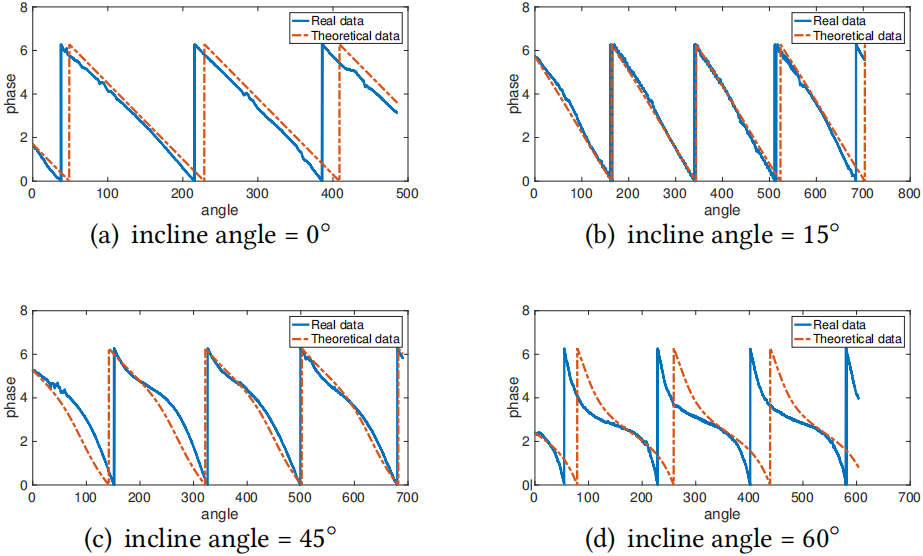 8
6
4
2
0
phase
Real data
Theoretical data
0 100 200 300 400 500
angle
(a) incline angle = 0°
8
6
4
2
0
phase
Real data
Theoretical data
0 100 200 300 400 500 600 700 800
angle
(b) incline angle = 15°
8
6
4
2
0
phase
Real data
Theoretical data
0 100 200 300 400 500 600 700
angle
(c) incline angle = 45°
8
6
4
2
0
phase
Real data
Theoretical data
0 100 200 300 400 500 600 700
angle
(d) incline angle = 60°